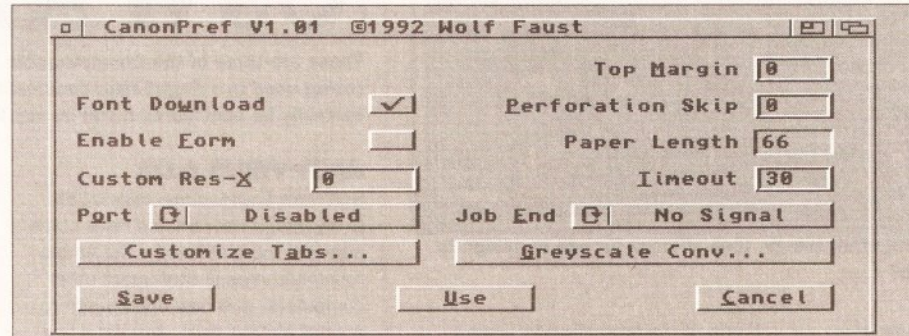 CanonPref V1.01 ©1992 Wolf Faust
Top Margin 0
Font Download
Perforation Skip 0
Enable Form
Paper Length 66
Custom Res-X 0
Timeout 30
Port Disabled
Job End No Signal
Customize Tabs...
Greyscale Conv...
Save
Use
Cancel